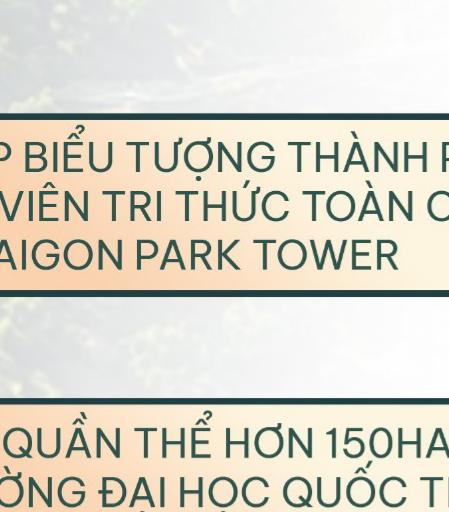 P BIỂU TƯỢNG THÀNH P
VIÊN TRI THỨC TOÀN C
AIGON PARK TOWER
QUẦN THỂ HƠN 150HA
ỜNG ĐẠI HỌC QUỐC T